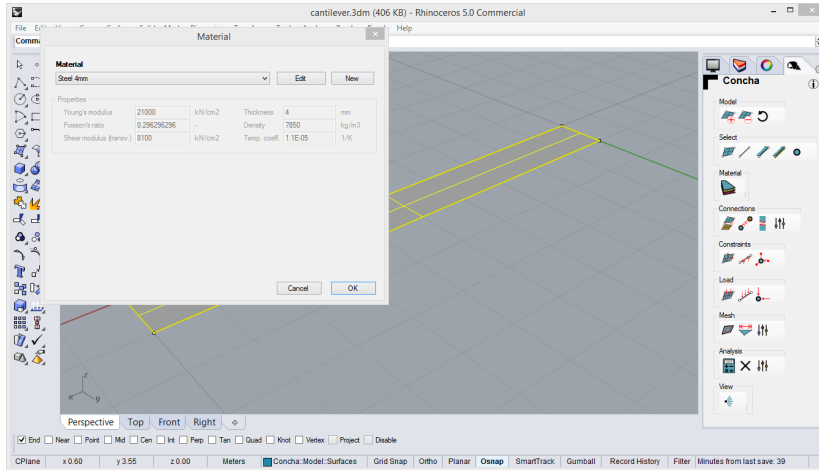 cantilever.3dm (406 KB) - Rhinoceros 5.0 Commercial
File
Help
Comma
Material
Concha
Material
Steel 4mm
Edit
New
Properties
Young's modulus 21000 kN/cm2 Thickness 4 mm
Poisson's ratio 0.296296296 - Density 7850 kg/m3
Shear modulus (transv.) 8100 kN/cm2 Temp. coeff. 1.1E-05 1/K
Cancel
OK
Model
Select
Material
Connections
Constraints
Load
Mesh
Analysis
View
z
x y
Perspective Top Front Right
End Near Point Mid Cen Int Perp Tan Quad Knot Vertex Project Disable
CPlane x 0.60 y 3.55 z 0.00 Meters Concha::Model::Surfaces Grid Snap Ortho Planar Osnap SmartTrack Gumball Record History Filter Minutes from last save: 39